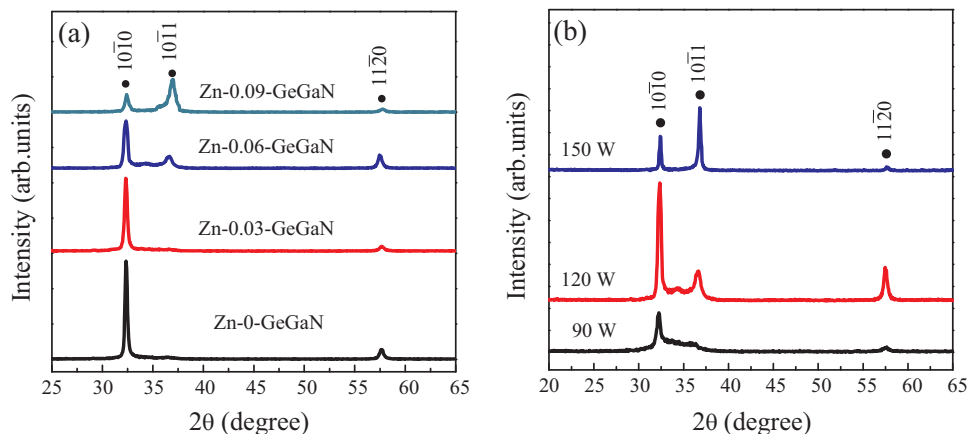 (a)
101̅0
101̅1
112̅0
Zn-0.09-GeGaN
Zn-0.06-GeGaN
Zn-0.03-GeGaN
Zn-0-GeGaN
Intensity (arb.units)
25 30 35 40 45 50 55 60 65
2θ (degree)
(b)
101̅0
101̅1
112̅0
150 W
120 W
90 W
Intensity (arb.units)
20 25 30 35 40 45 50 55 60 65
2θ (degree)